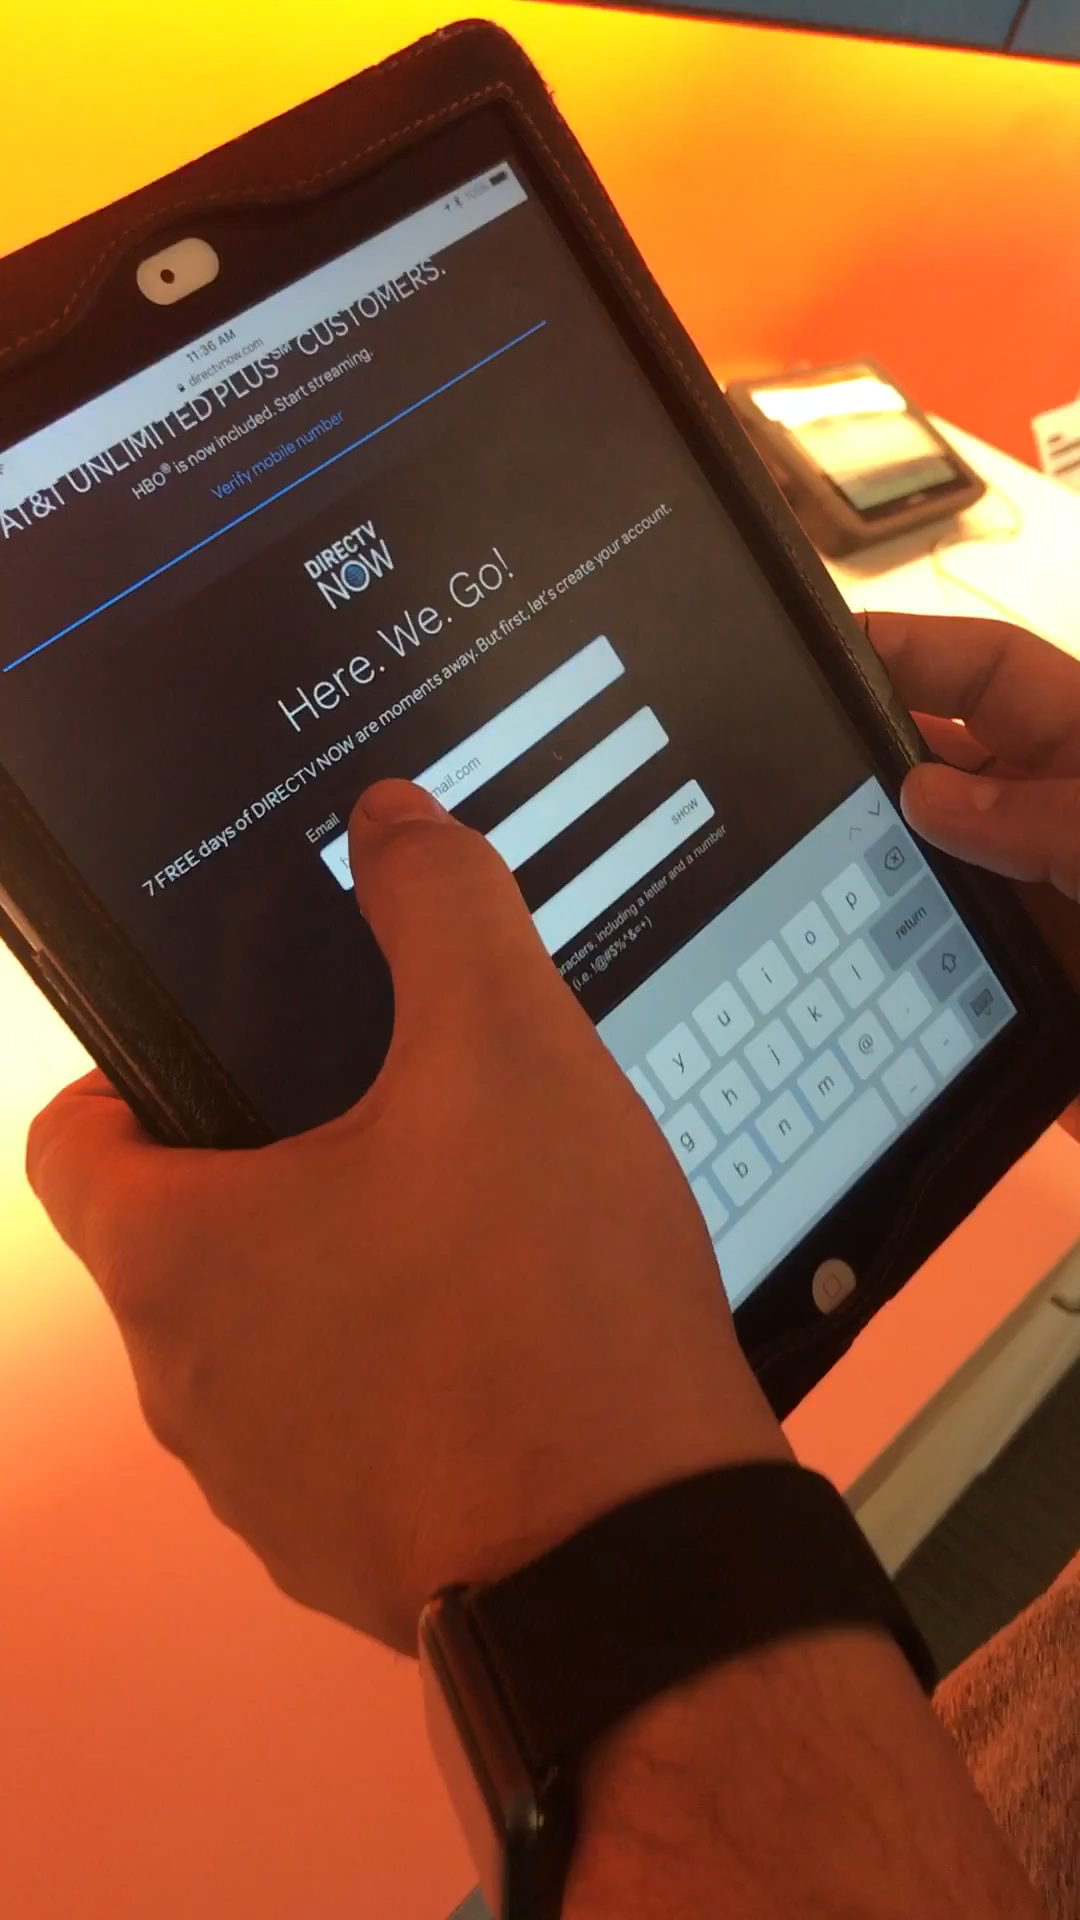 100%
11:36 AM
directvnow.com
AT&T UNLIMITED PLUS℠ CUSTOMERS.
HBO® is now included. Start streaming.
Verify mobile number
DIRECTV
NOW
Here. We. Go!
7 FREE days of DIRECTV NOW are moments away. But first, let's create your account.
Email
mail.com
SHOW
including a letter and a number
(i.e. !@#$%^&=+)
y u i o p
g h j k l return
b n m @ .
_ -